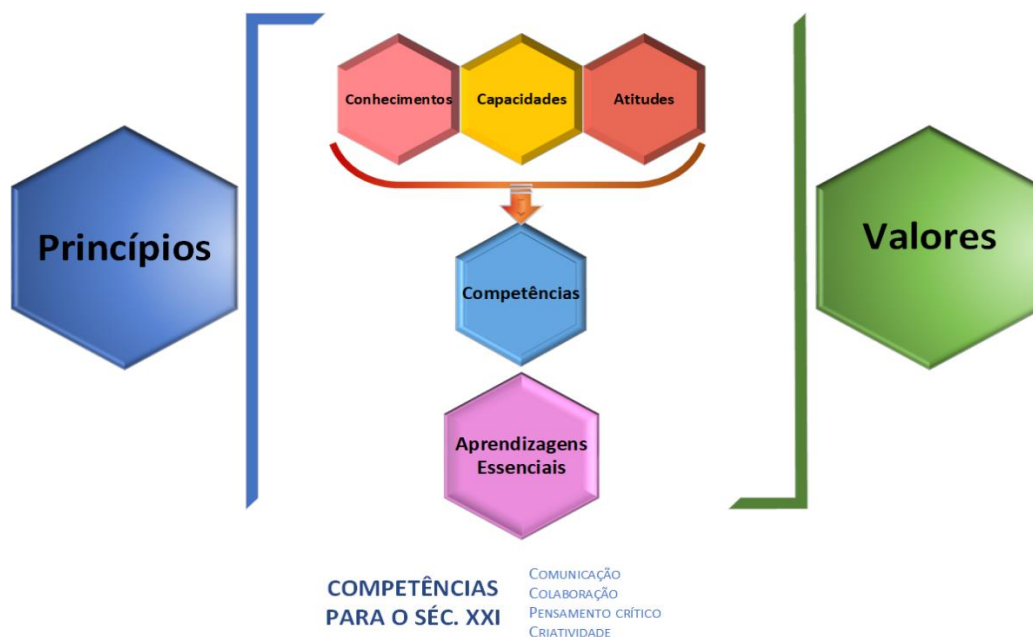 Conhecimentos
Capacidades
Atitudes
Princípios
Valores
Competências
Aprendizagens
Essenciais
COMPETÊNCIAS
PARA O SÉC. XXI
COMUNICAÇÃO
COLABORAÇÃO
PENSAMENTO CRÍTICO
CRIATIVIDADE